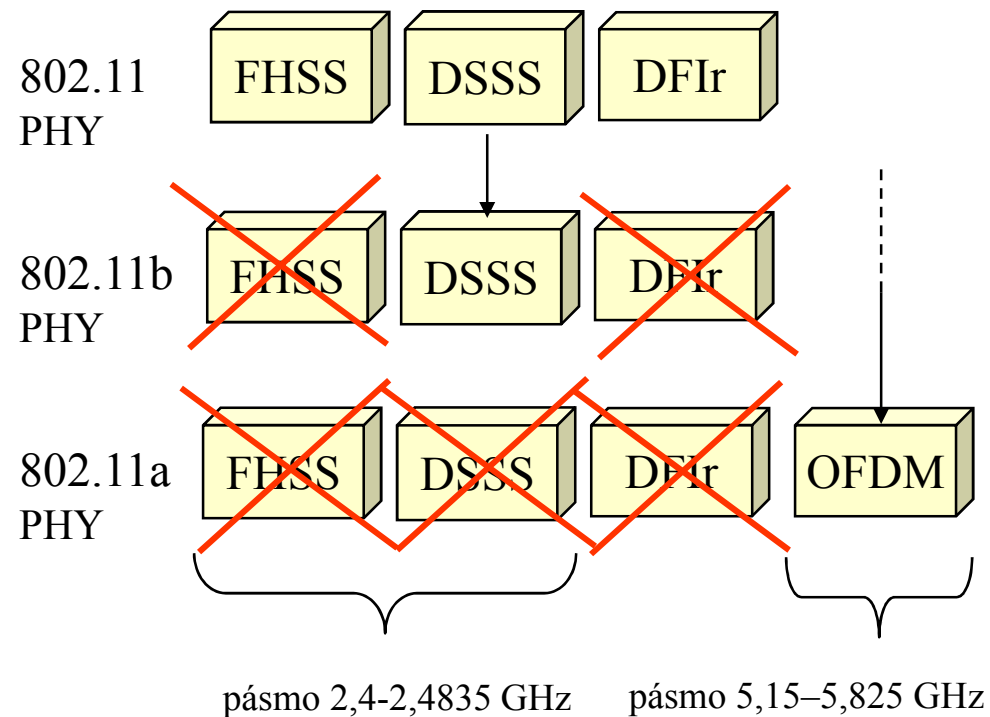 802.11
PHY
FHSS
DSSS
DFIr
802.11b
PHY
FHSS
DSSS
DFIr
802.11a
PHY
FHSS
DSSS
DFIr
OFDM
pásmo 2,4-2,4835 GHz
pásmo 5,15–5,825 GHz